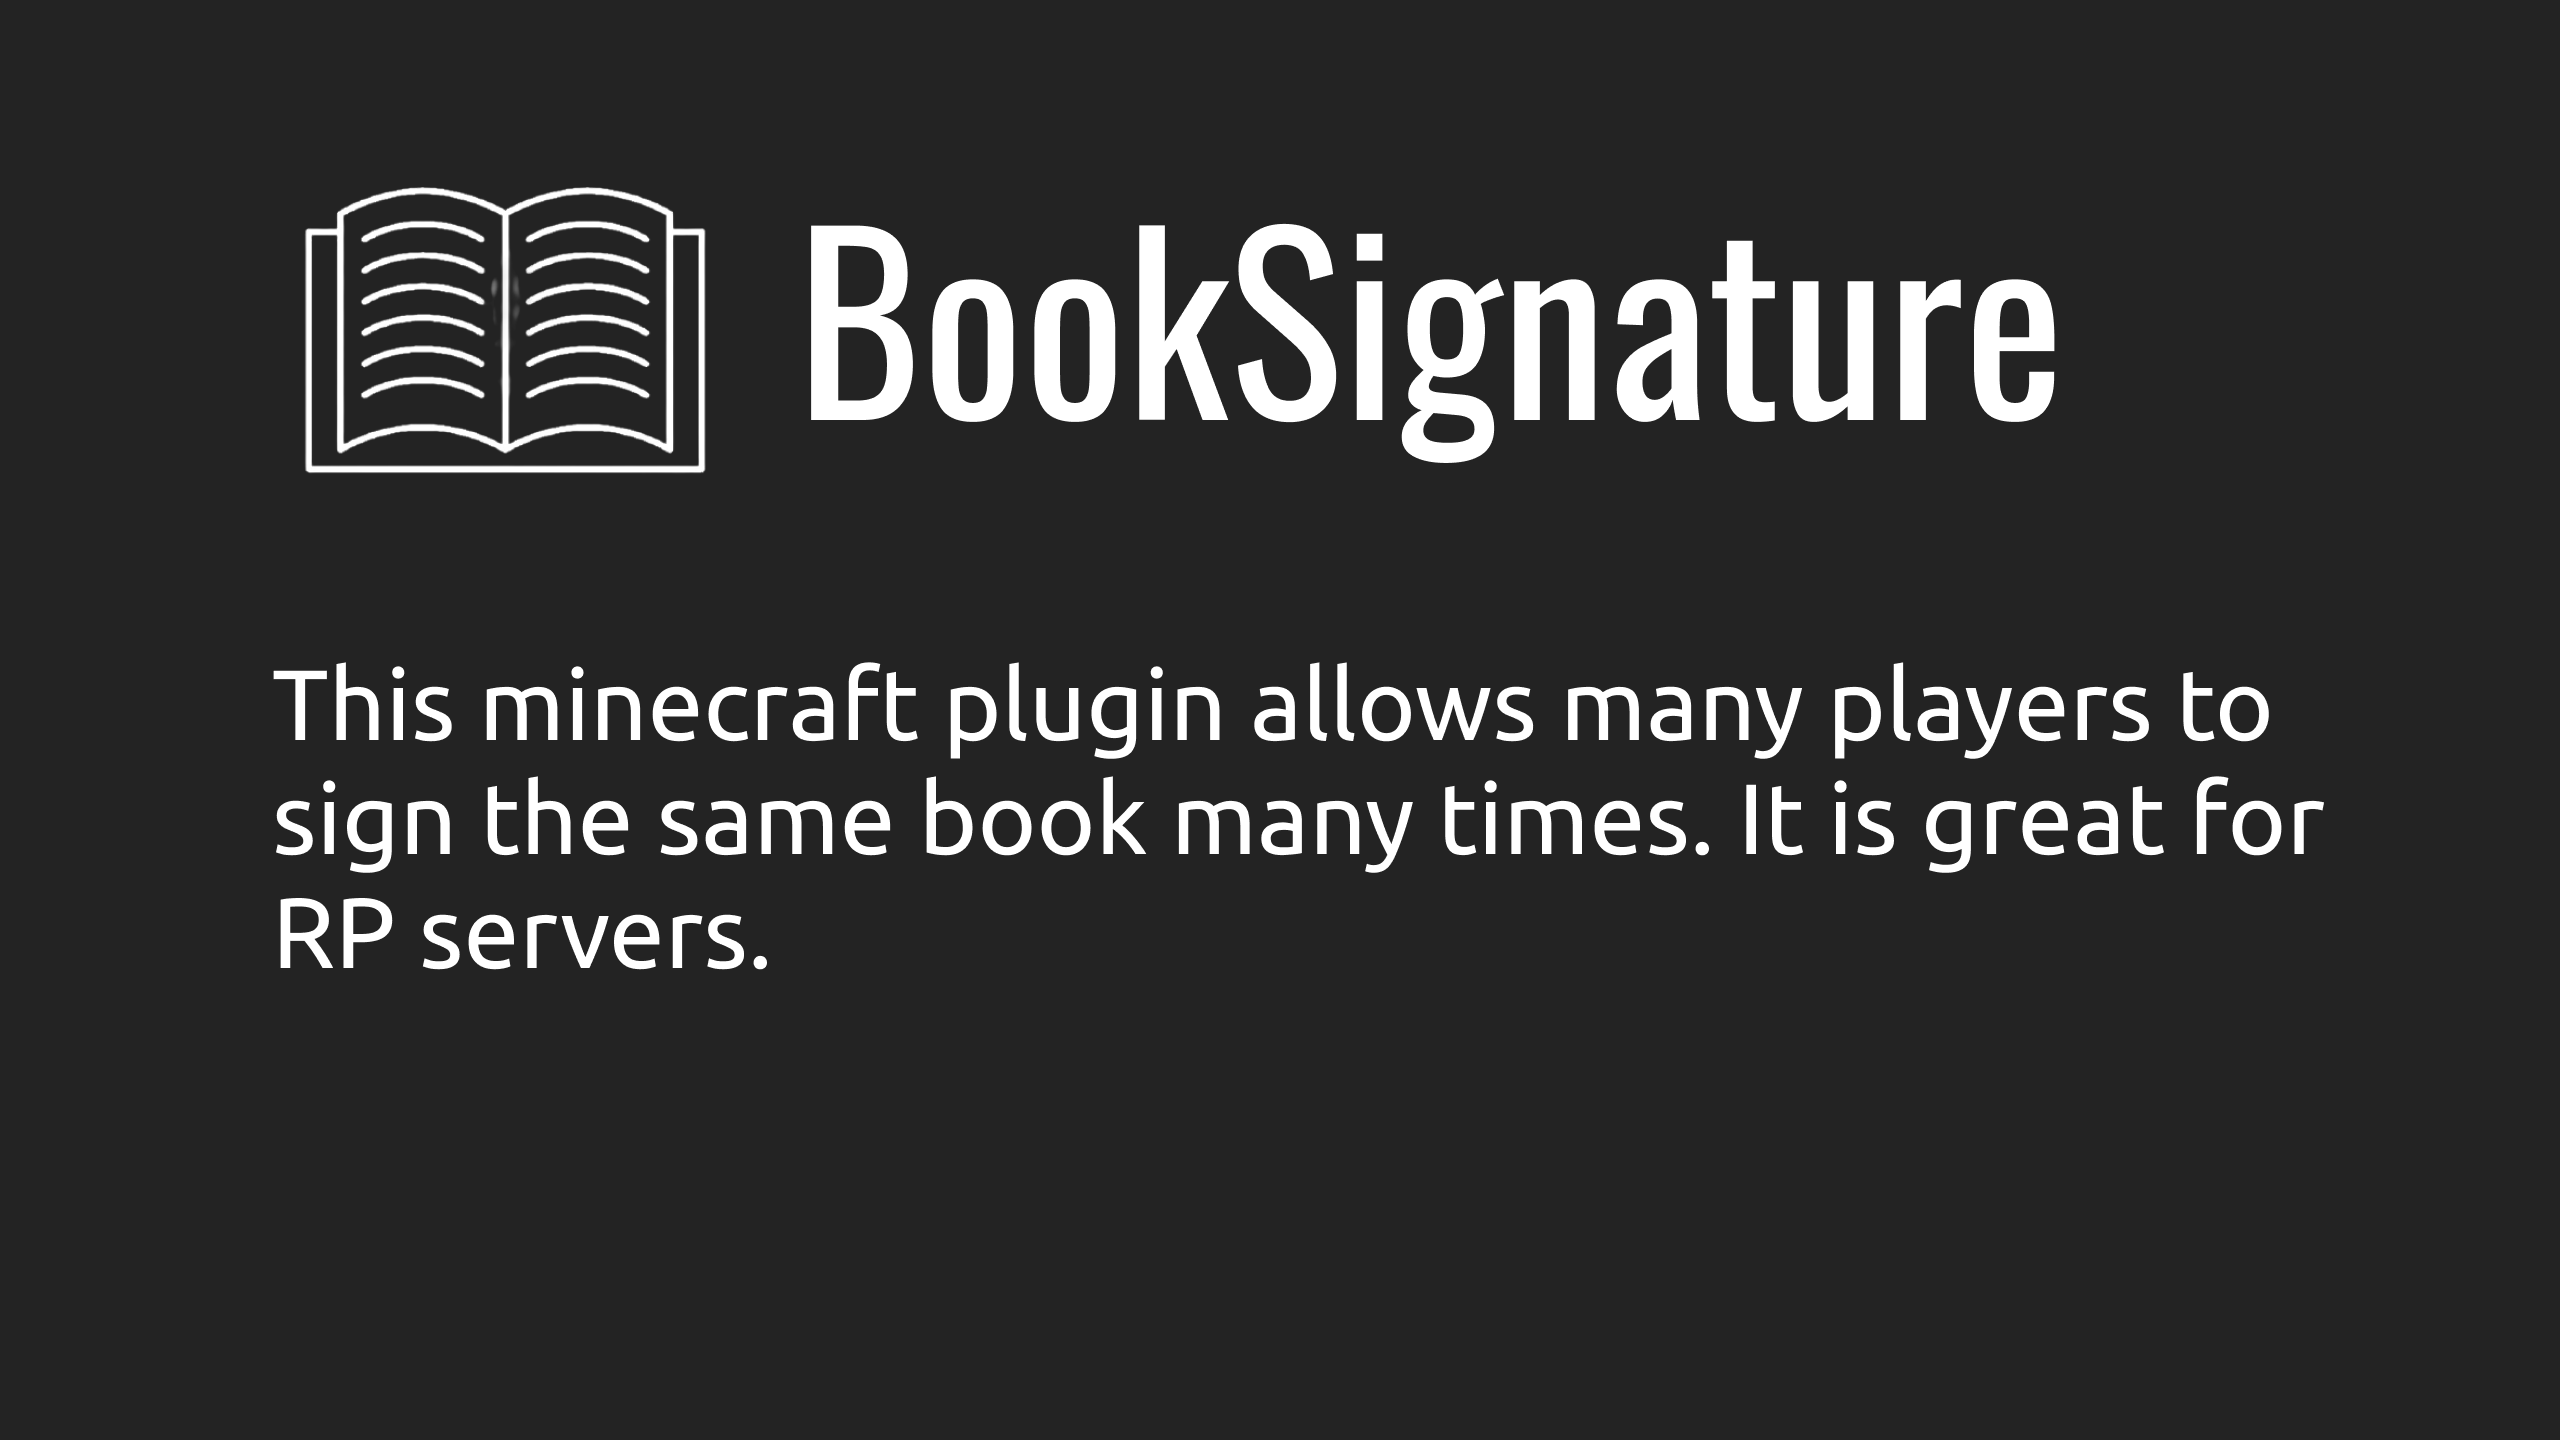 BookSignature
This minecraft plugin allows many players to
sign the same book many times. It is great for
RP servers.